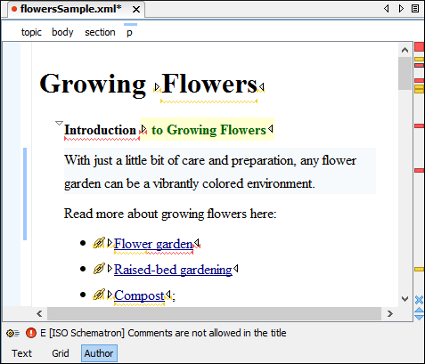 flowersSample.xml*
topic body section p
Growing Flowers
Introduction to Growing Flowers
With just a little bit of care and preparation, any flower
garden can be a vibrantly colored environment.
Read more about growing flowers here:
• Flower garden
• Raised-bed gardening
• Compost ;
E [ISO Schematron] Comments are not allowed in the title
Text Grid Author